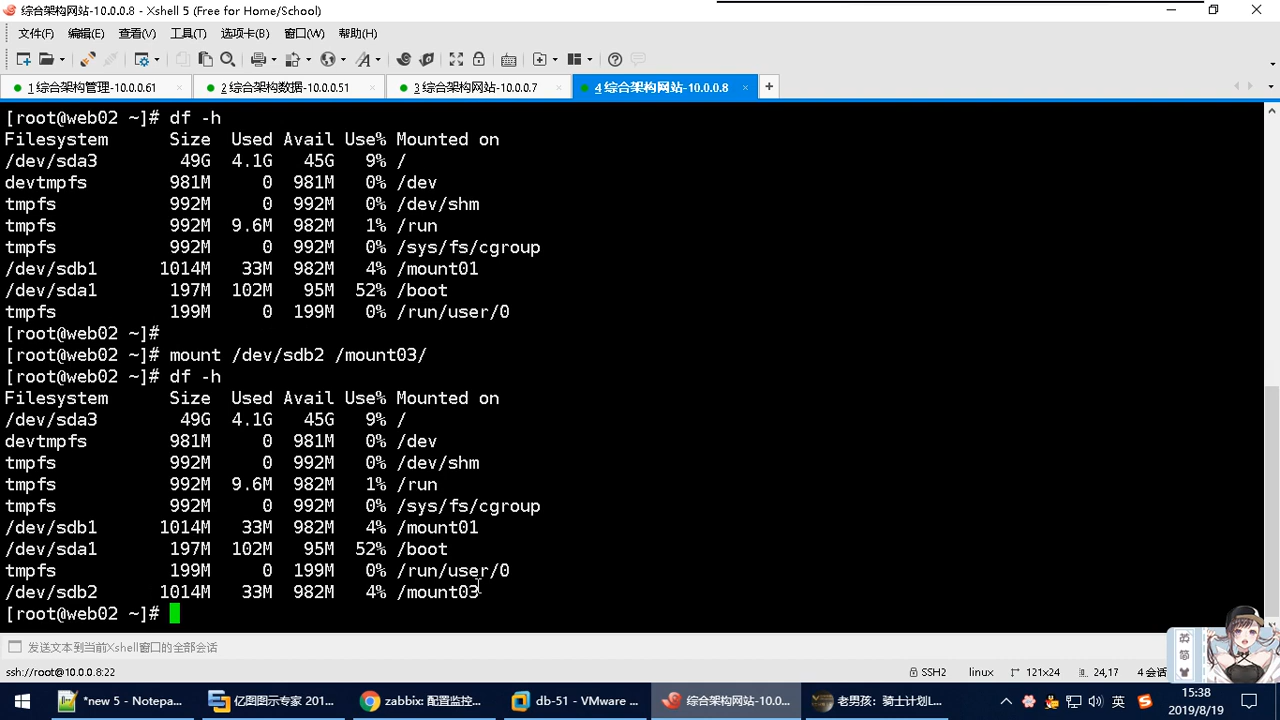 综合架构网站-10.0.0.8 - Xshell 5 (Free for Home/School)
文件(F) 编辑(E) 查看(V) 工具(T) 选项卡(B) 窗口(W) 帮助(H)
1 综合架构管理-10.0.0.61 2 综合架构数据-10.0.0.51 3 综合架构网站-10.0.0.7 4 综合架构网站-10.0.0.8
[root@web02 ~]# df -h
Filesystem Size Used Avail Use% Mounted on
/dev/sda3 49G 4.1G 45G 9% /
devtmpfs 981M 0 981M 0% /dev
tmpfs 992M 0 992M 0% /dev/shm
tmpfs 992M 9.6M 982M 1% /run
tmpfs 992M 0 992M 0% /sys/fs/cgroup
/dev/sdb1 1014M 33M 982M 4% /mount01
/dev/sda1 197M 102M 95M 52% /boot
tmpfs 199M 0 199M 0% /run/user/0
[root@web02 ~]#
[root@web02 ~]# mount /dev/sdb2 /mount03/
[root@web02 ~]# df -h
Filesystem Size Used Avail Use% Mounted on
/dev/sda3 49G 4.1G 45G 9% /
devtmpfs 981M 0 981M 0% /dev
tmpfs 992M 0 992M 0% /dev/shm
tmpfs 992M 9.6M 982M 1% /run
tmpfs 992M 0 992M 0% /sys/fs/cgroup
/dev/sdb1 1014M 33M 982M 4% /mount01
/dev/sda1 197M 102M 95M 52% /boot
tmpfs 199M 0 199M 0% /run/user/0
/dev/sdb2 1014M 33M 982M 4% /mount03
[root@web02 ~]#
发送文本到当前Xshell窗口的全部会话
ssh://root@10.0.0.8:22 SSH2 linux 121x24 24,17 4 会话
英
简
*new 5 - Notepa... 亿图图示专家 201... zabbix: 配置监控... db-51 - VMware ... 综合架构网站-10.0... 老男孩：骑士计划L... 英 15:38
2019/8/19